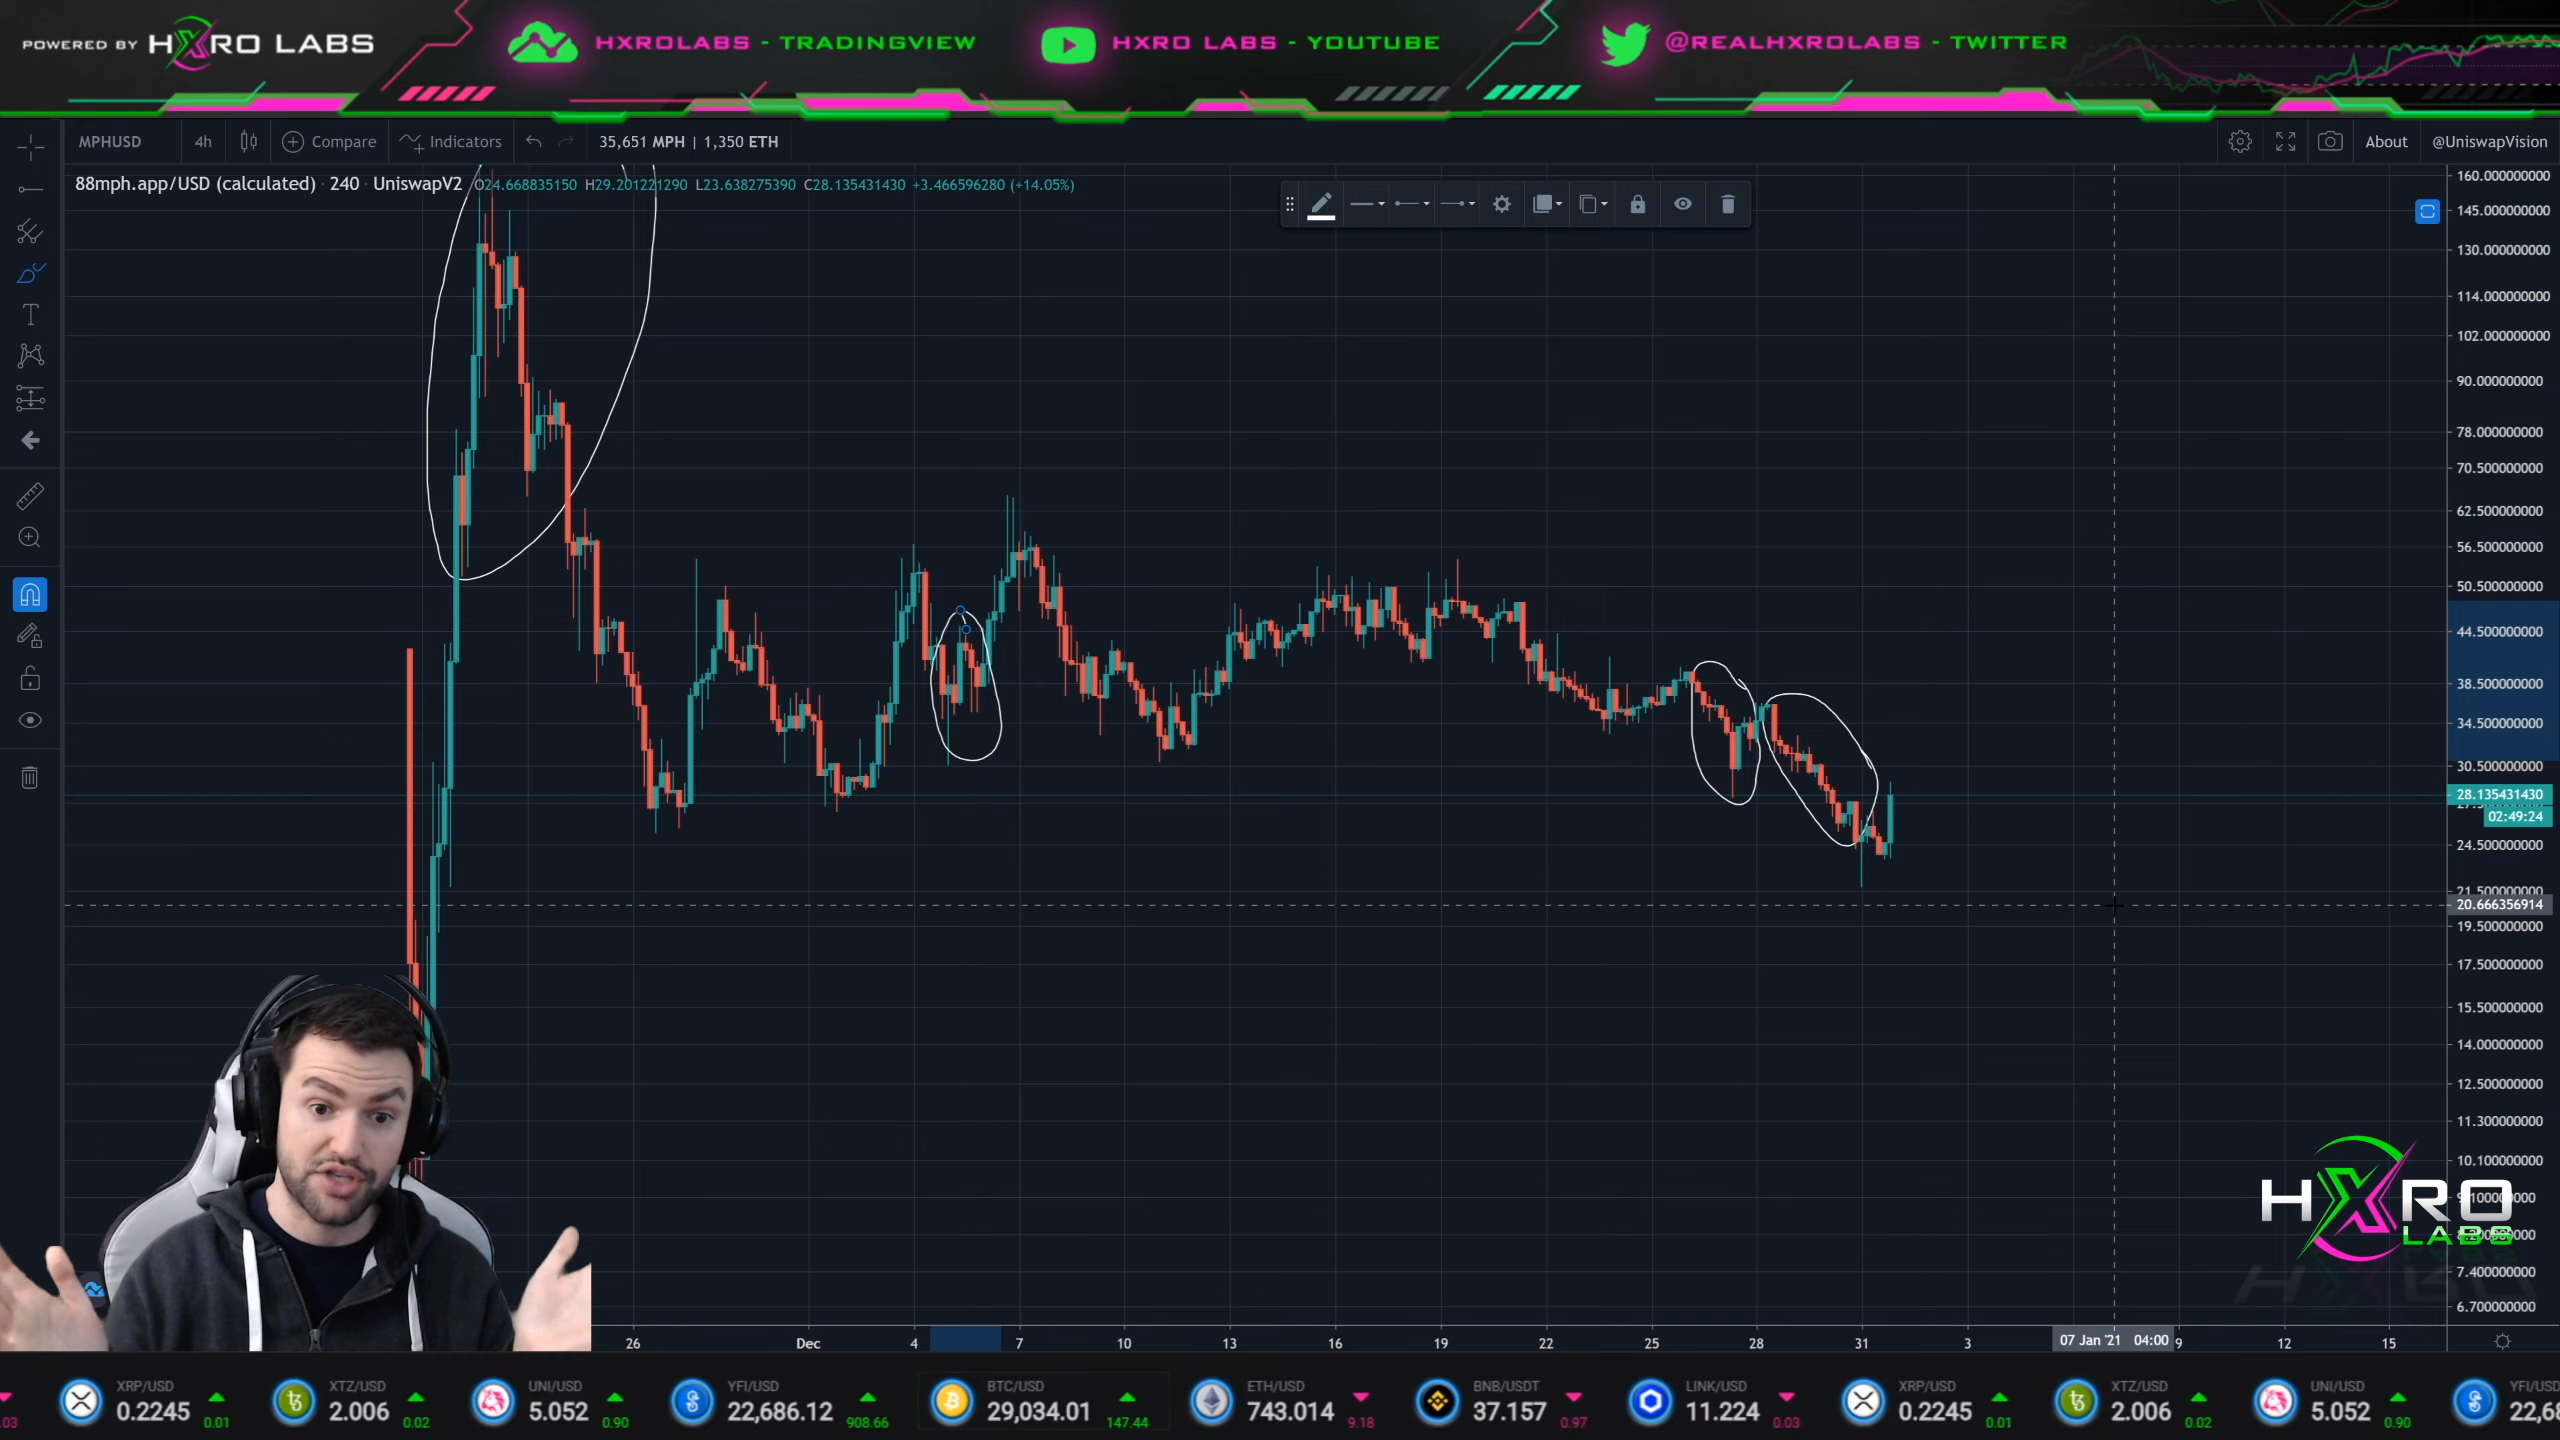 POWERED BY HXRO LABS
HXROLABS - TRADINGVIEW
HXRO LABS - YOUTUBE
@REALHXROLABS - TWITTER
MPHUSD 4h Compare Indicators 35,651 MPH | 1,350 ETH About @UniswapVision
88mph.app/USD (calculated) · 240 · UniswapV2 O24.668835150 H29.201221290 L23.638275390 C28.135431430 +3.466596280 (+14.05%)
160.000000000
145.000000000
130.000000000
114.000000000
102.000000000
90.000000000
78.000000000
70.500000000
62.500000000
56.500000000
50.500000000
44.500000000
38.500000000
34.500000000
30.500000000
28.135431430
02:49:24
24.500000000
21.500000000
20.666356914
19.500000000
17.500000000
15.500000000
14.000000000
12.500000000
11.300000000
10.100000000
HXRO
LABS
7.400000000
6.700000000
26 Dec 4 7 10 13 16 19 22 25 28 31 3 07 Jan '21 04:00 9 12 15
XRP/USD XTZ/USD UNI/USD YFI/USD BTC/USD ETH/USD BNB/USDT LINK/USD XRP/USD XTZ/USD UNI/USD YFI/USD
.03 0.2245 0.01 2.006 0.02 5.052 0.90 22,686.12 908.66 29,034.01 147.44 743.014 9.18 37.157 0.97 11.224 0.03 0.2245 0.01 2.006 0.02 5.052 0.90 22,68